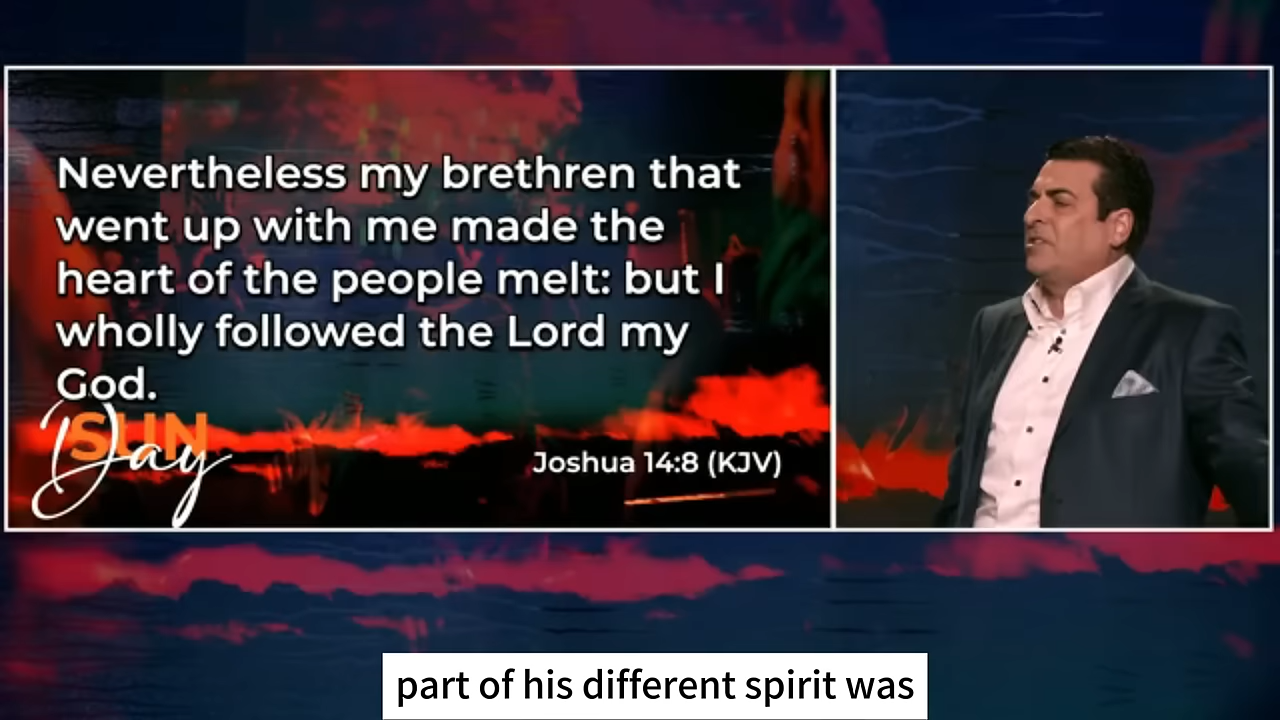 Nevertheless my brethren that
went up with me made the
heart of the people melt: but I
wholly followed the Lord my
God.
SUN
Day
Joshua 14:8 (KJV)
part of his different spirit was